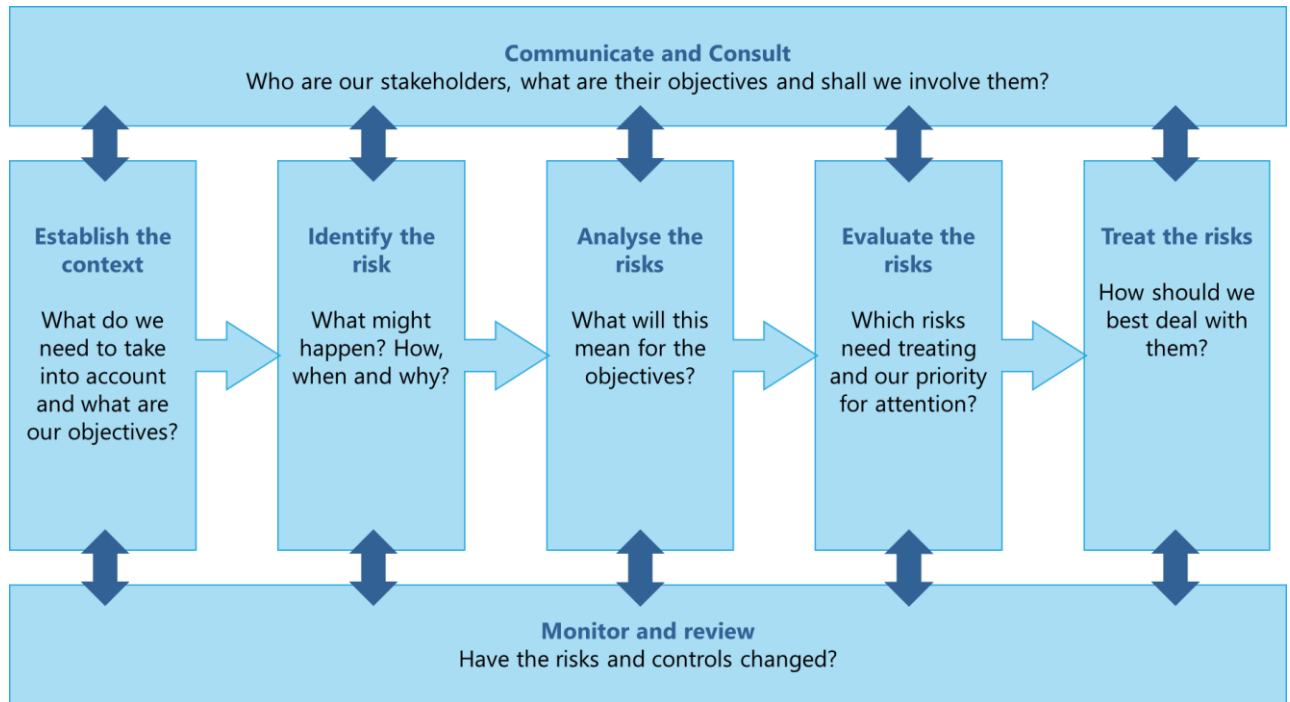 Communicate and Consult
Who are our stakeholders, what are their objectives and shall we involve them?
Establish the
context
What do we
need to take
into account
and what are
our objectives?
Identify the
risk
What might
happen? How,
when and why?
Analyse the
risks
What will this
mean for the
objectives?
Evaluate the
risks
Which risks
need treating
and our priority
for attention?
Treat the risks
How should we
best deal with
them?
Monitor and review
Have the risks and controls changed?